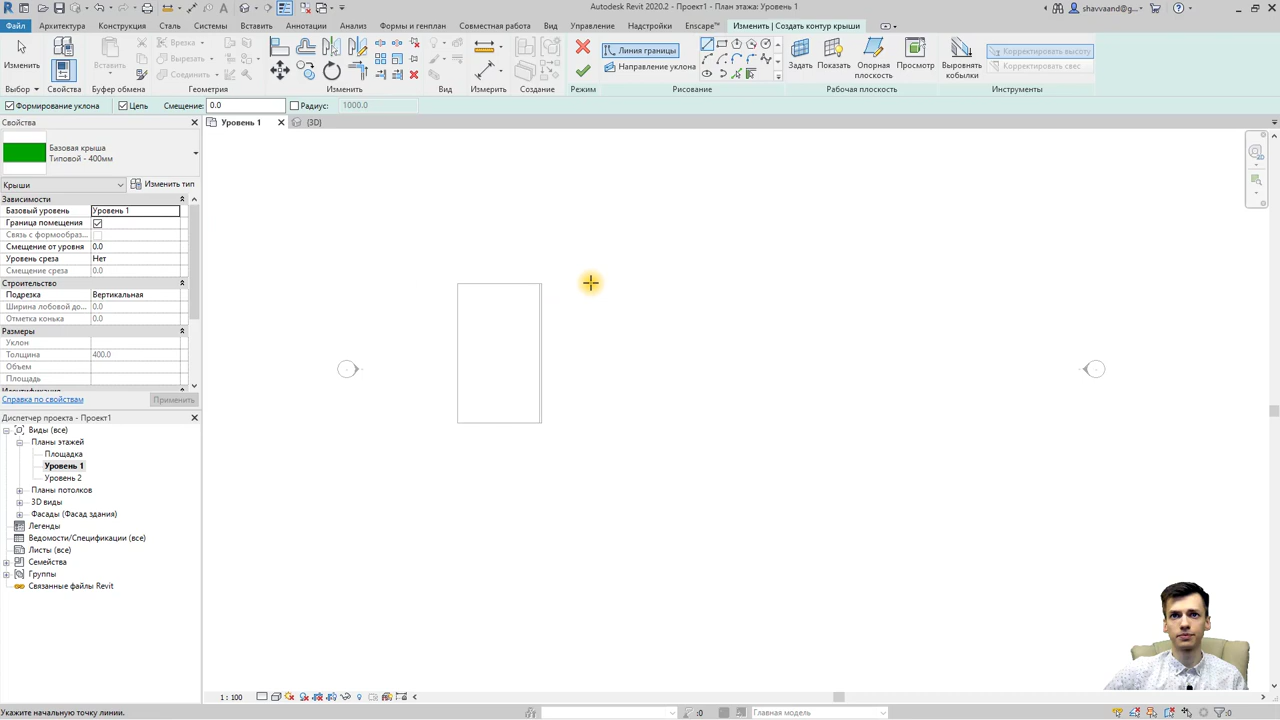 Autodesk Revit 2020.2 - Проект1 - План этажа: Уровень 1
shavvaand@g...
Файл Архитектура Конструкция Сталь Системы Вставить Аннотации Анализ Формы и генплан Совместная работа Вид Управление Надстройки Enscape™ Изменить | Создать контур крыши
Изменить
Вставить
Врезка
Вырезать
Соединить
Линия границы
Направление уклона
Задать Показать Опорная плоскость Просмотр
Выровнять кобылки
Корректировать высоту
Корректировать свес
Выбор Свойства Буфер обмена Геометрия Изменить Вид Измерить Создание Режим Рисование Рабочая плоскость Инструменты
Формирование уклона Цепь Смещение: 0.0 Радиус: 1000.0
Свойства
Уровень 1 {3D}
Базовая крыша
Типовой - 400мм
Крыши Изменить тип
Зависимости
Базовый уровень Уровень 1
Граница помещения
Связь с формообраз...
Смещение от уровня 0.0
Уровень среза Нет
Смещение среза 0.0
Строительство
Подрезка Вертикальная
Ширина лобовой до... 0.0
Отметка конька 0.0
Размеры
Уклон
Толщина 400.0
Объем
Площадь
Справка по свойствам Применить
Диспетчер проекта - Проект1
Виды (все)
Планы этажей
Площадка
Уровень 1
Уровень 2
Планы потолков
3D виды
Фасады (Фасад здания)
Легенды
Ведомости/Спецификации (все)
Листы (все)
Семейства
Группы
Связанные файлы Revit
1 : 100
Укажите начальную точку линии.
:0
Главная модель
:0